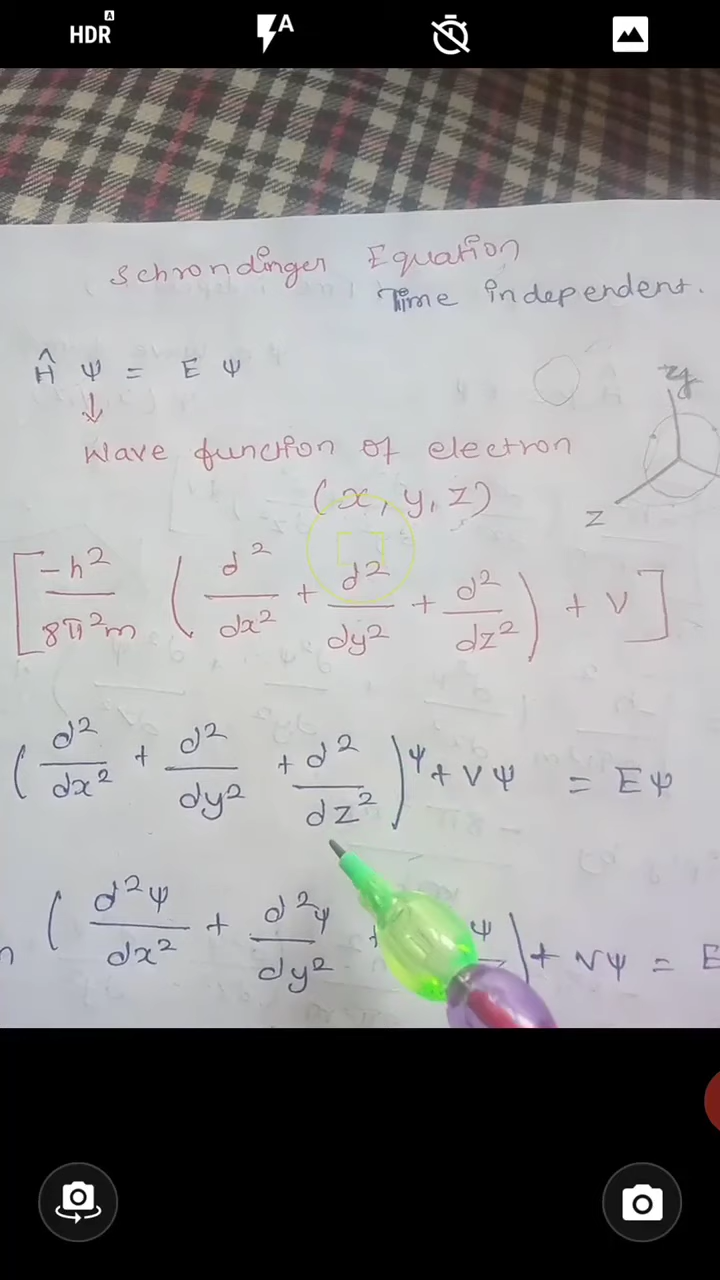 HDR A
A
Schrondinger Equation
Time independent.
Ĥ ψ = E ψ
↓
Wave function of electron
(x, y, z)
y
z
[ -h²/8π²m ( d²/dx² + d²/dy² + d²/dz² ) + V ]
( d²/dx² + d²/dy² + d²/dz² ) ψ + Vψ = Eψ
( d²ψ/dx² + d²ψ/dy² + ψ ) + Vψ = E